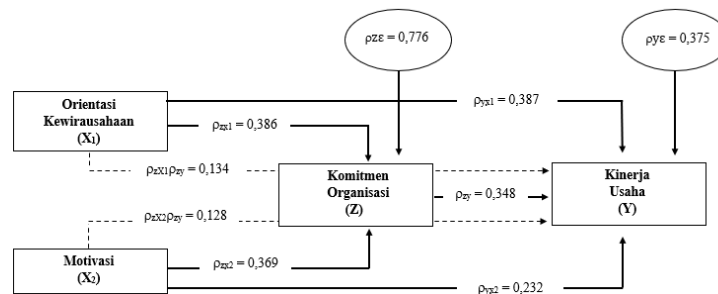 ρzε = 0,776
ρyε = 0,375
Orientasi
Kewirausahaan
(X₁)
ρyx1 = 0,387
ρzx1 = 0,386
ρzX1ρzy = 0,134
Komitmen
Organisasi
(Z)
ρzy = 0,348
Kinerja
Usaha
(Y)
ρzX2ρzy = 0,128
Motivasi
(X₂)
ρzx2 = 0,369
ρyx2 = 0,232